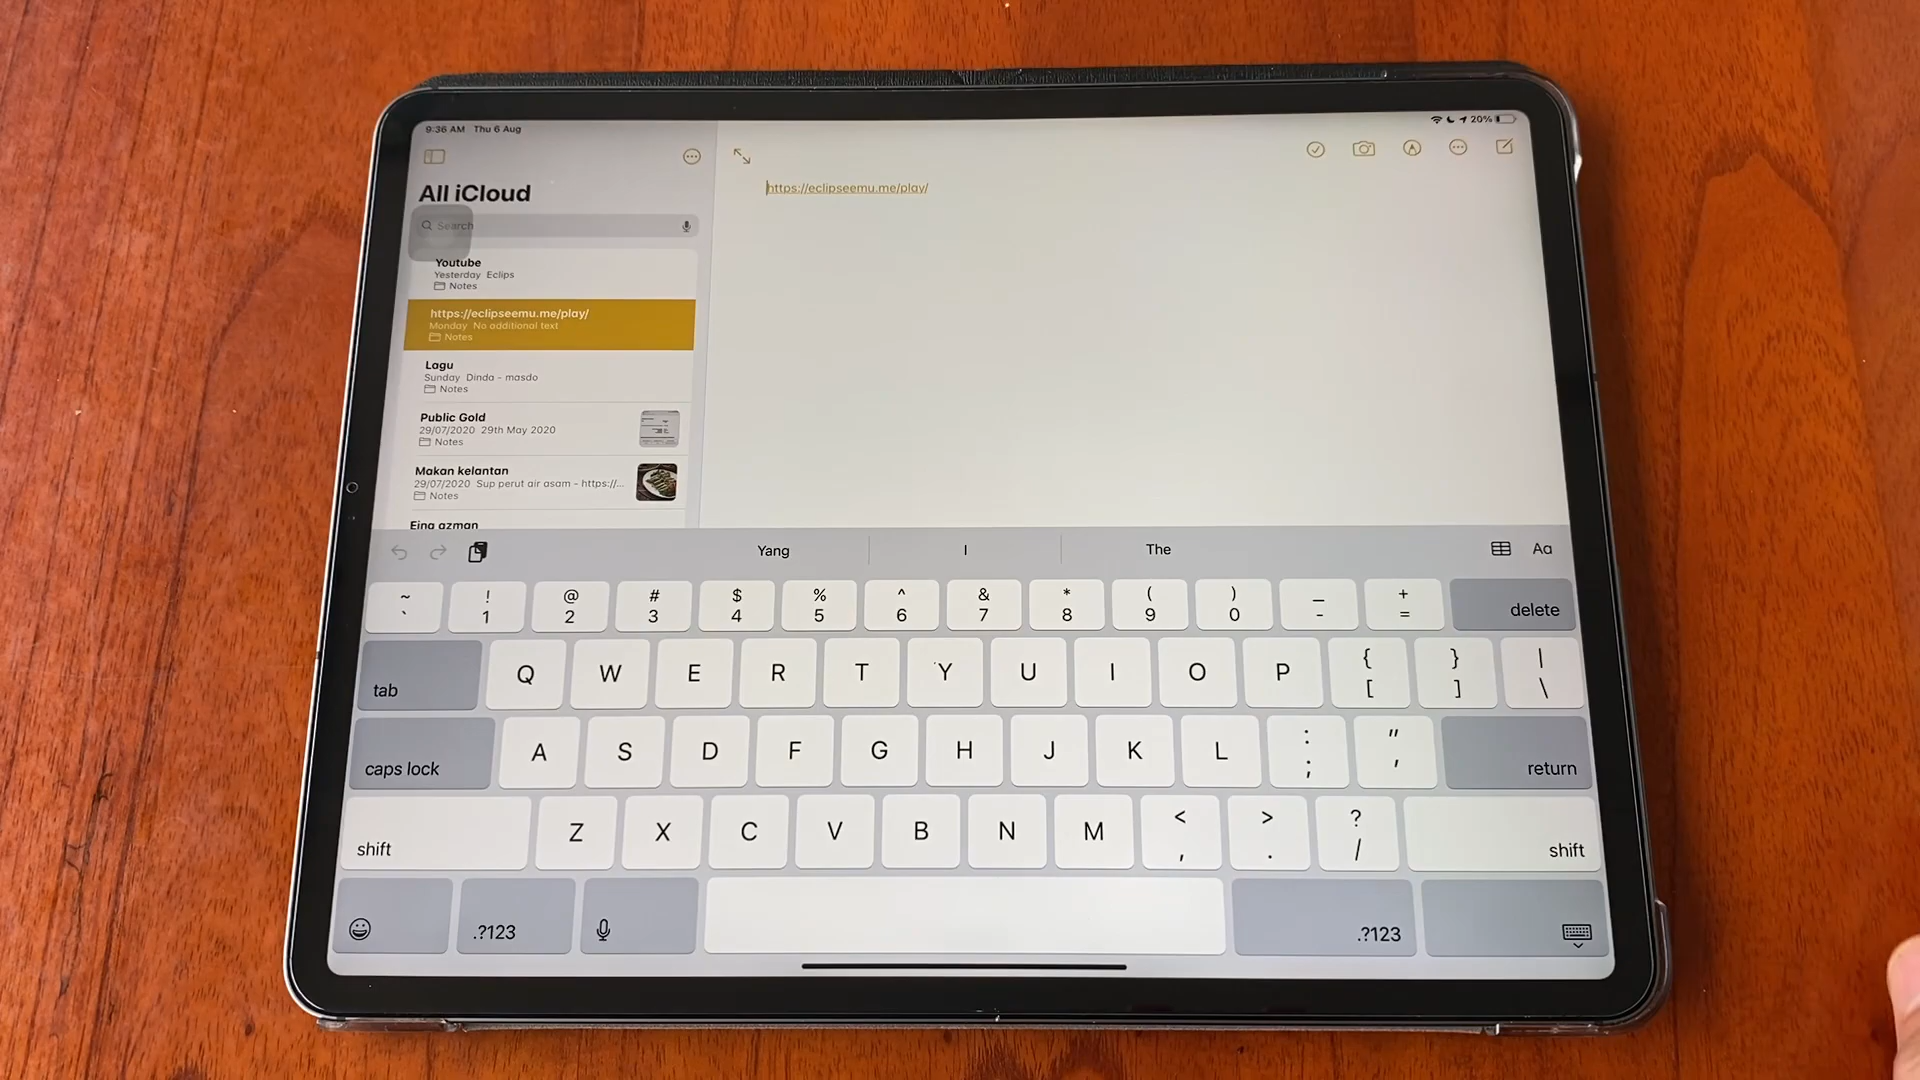 9:36 AM Thu 6 Aug
20%
All iCloud
Search
Youtube
Yesterday Eclips
Notes
https://eclipseemu.me/play/
Monday No additional text
Notes
Lagu
Sunday Dinda - masdo
Notes
Public Gold
29/07/2020 29th May 2020
Notes
Makan kelantan
29/07/2020 Sup perut air asam - https://...
Notes
Eina azman
https://eclipseemu.me/play/
Yang I The
Aa
~ ! @ # $ % ^ & * ( ) _ +
` 1 2 3 4 5 6 7 8 9 0 - = delete
tab Q W E R T Y U I O P { [ } ] | \
caps lock A S D F G H J K L : ; " ' return
shift Z X C V B N M < , > . ? / shift
.?123 .?123